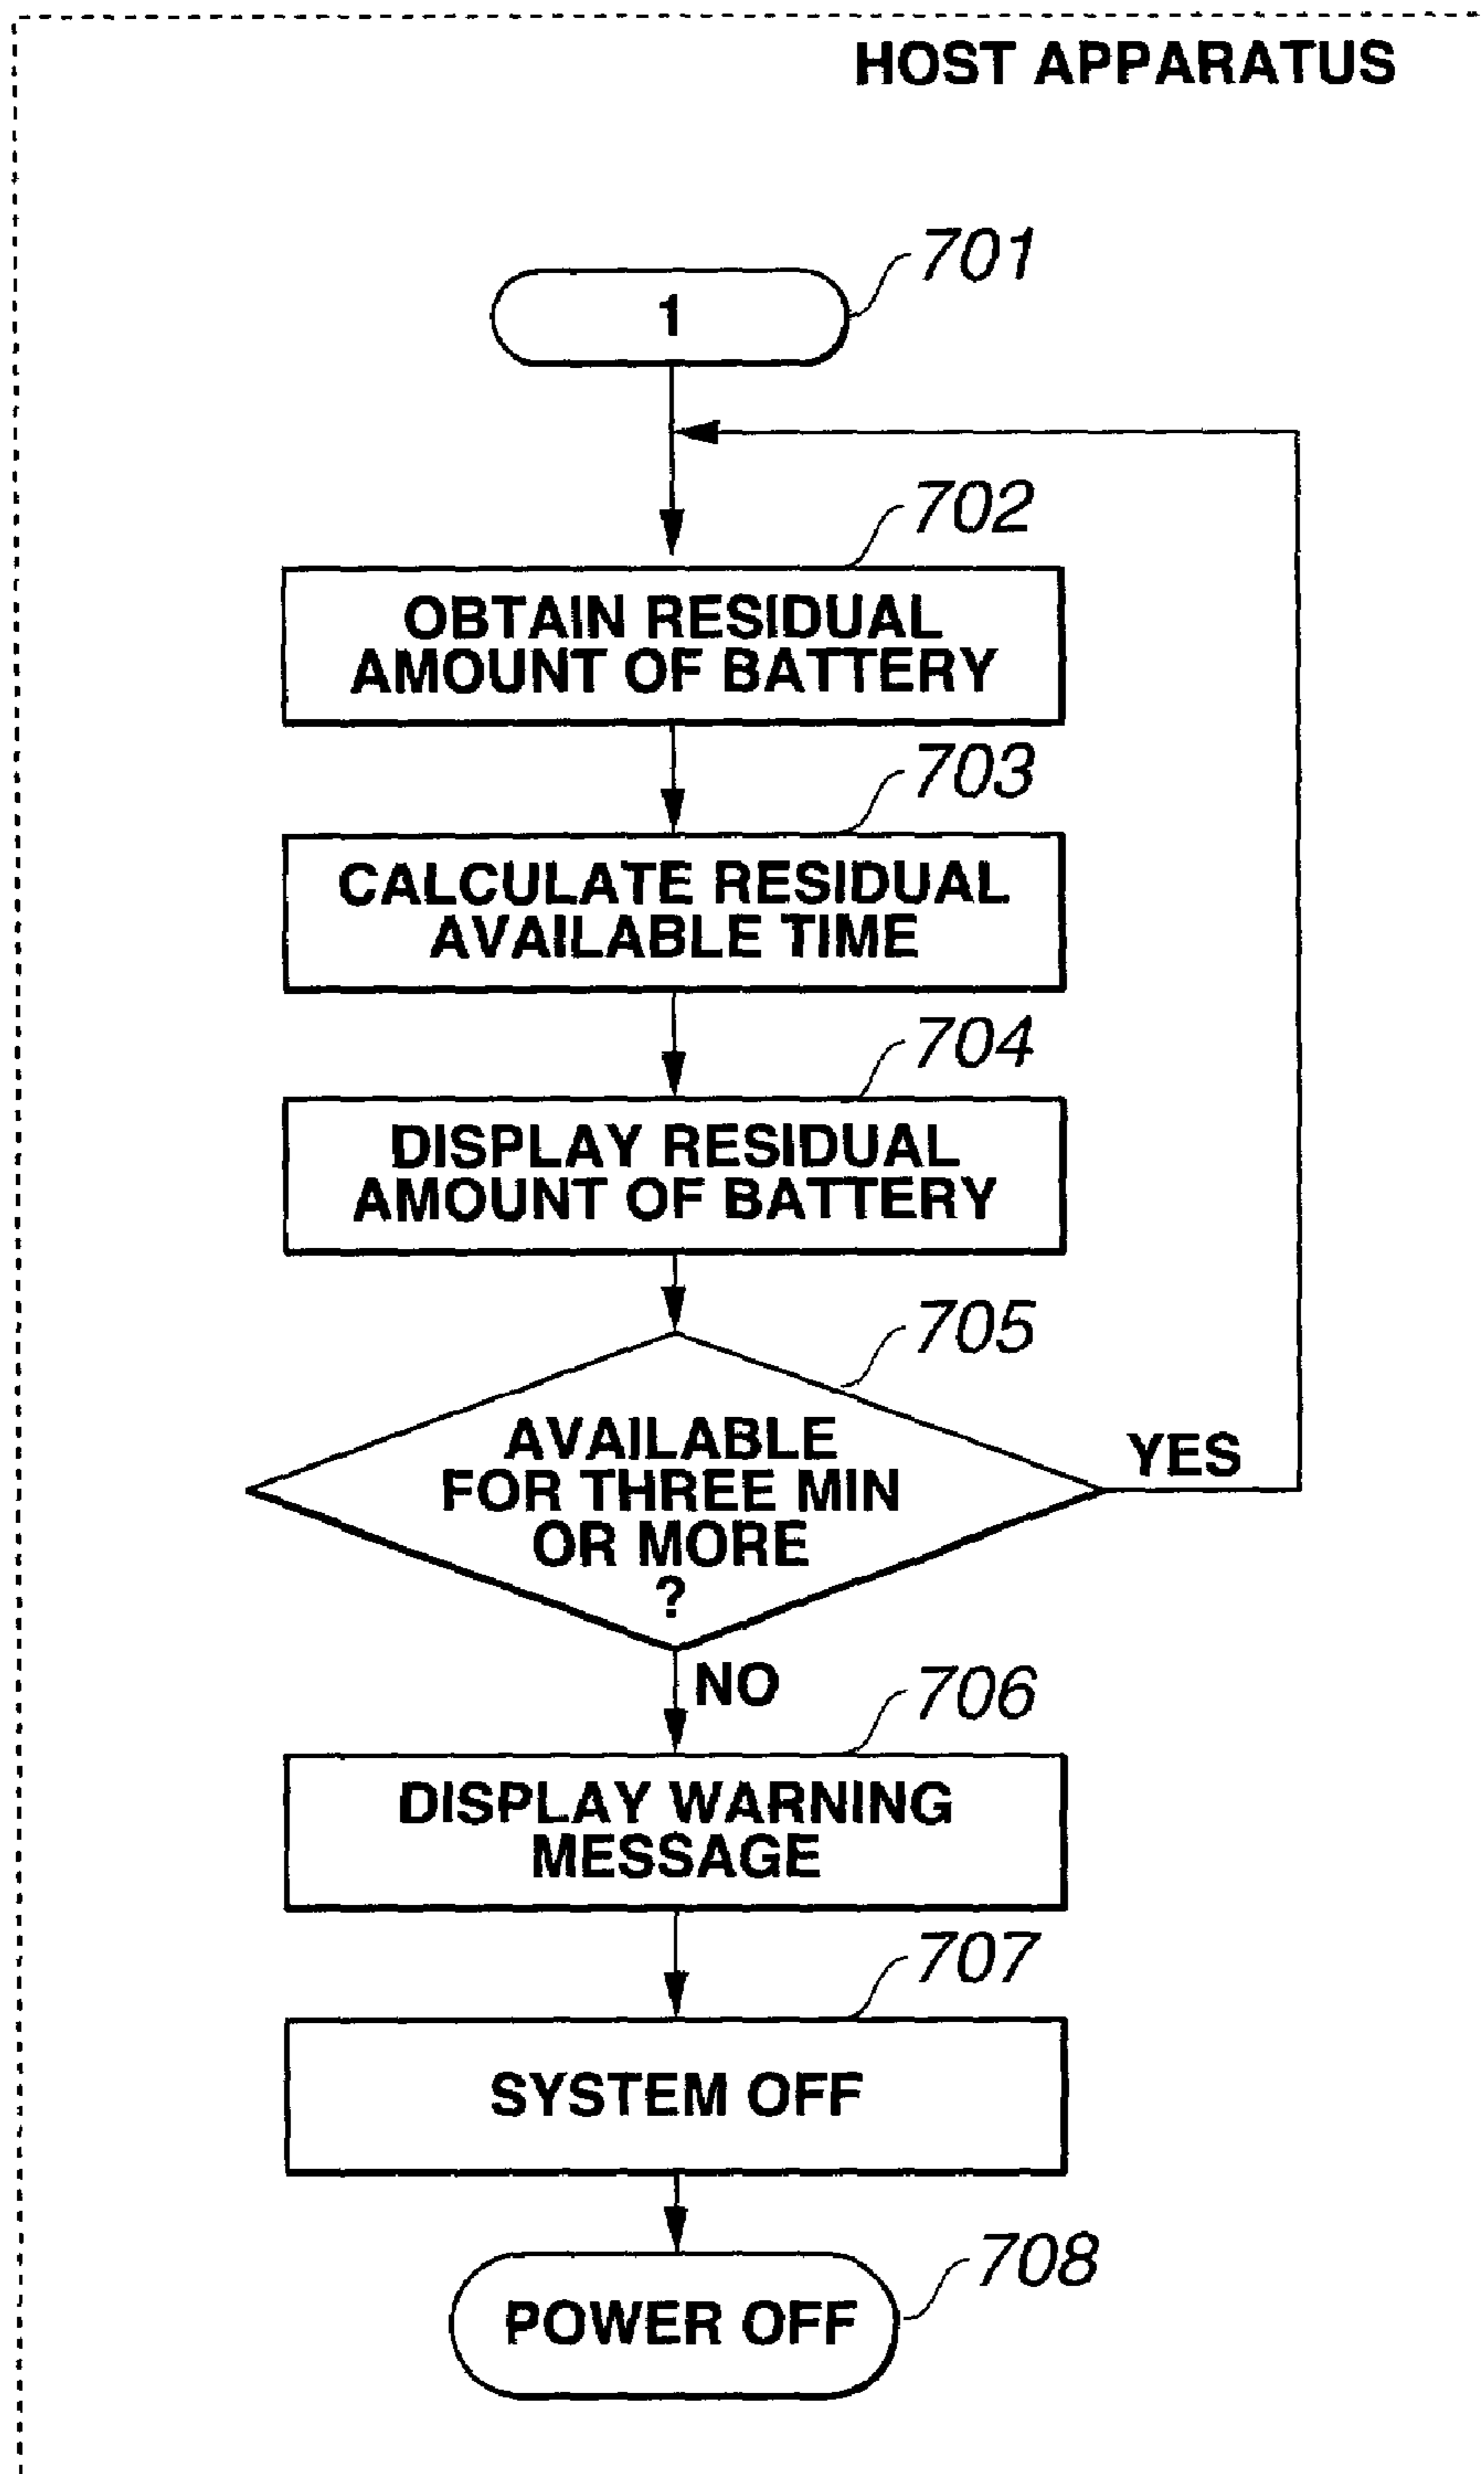 HOST APPARATUS
701
1
702
OBTAIN RESIDUAL
AMOUNT OF BATTERY
703
CALCULATE RESIDUAL
AVAILABLE TIME
704
DISPLAY RESIDUAL
AMOUNT OF BATTERY
705
AVAILABLE
FOR THREE MIN
OR MORE
?
YES
NO
706
DISPLAY WARNING
MESSAGE
707
SYSTEM OFF
708
POWER OFF